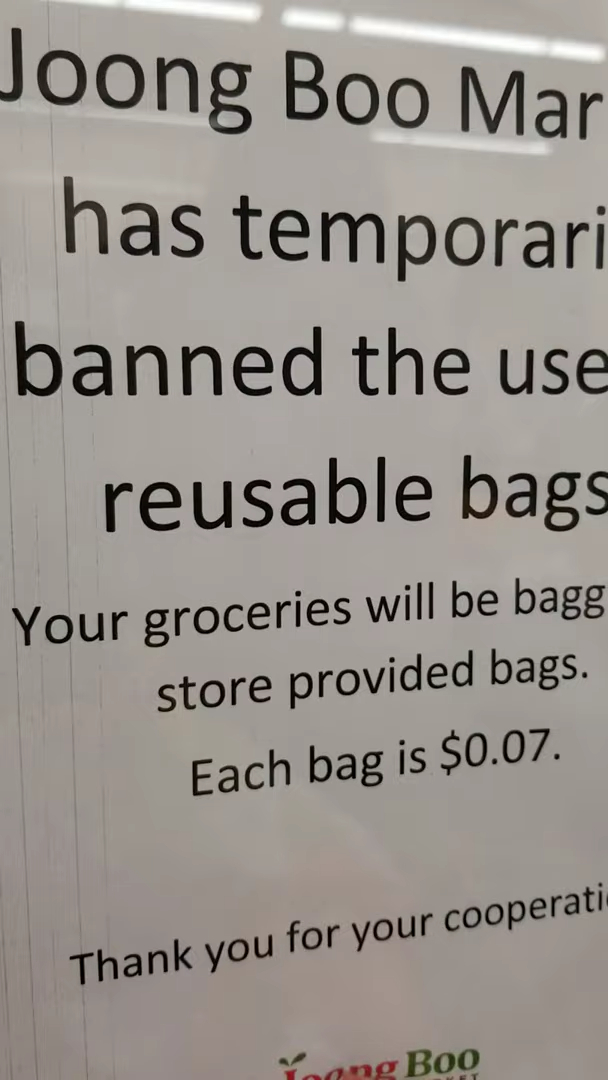 Joong Boo Mar
has temporari
banned the use
reusable bags
Your groceries will be bagg
store provided bags.
Each bag is $0.07.
Thank you for your cooperati
Joong Boo